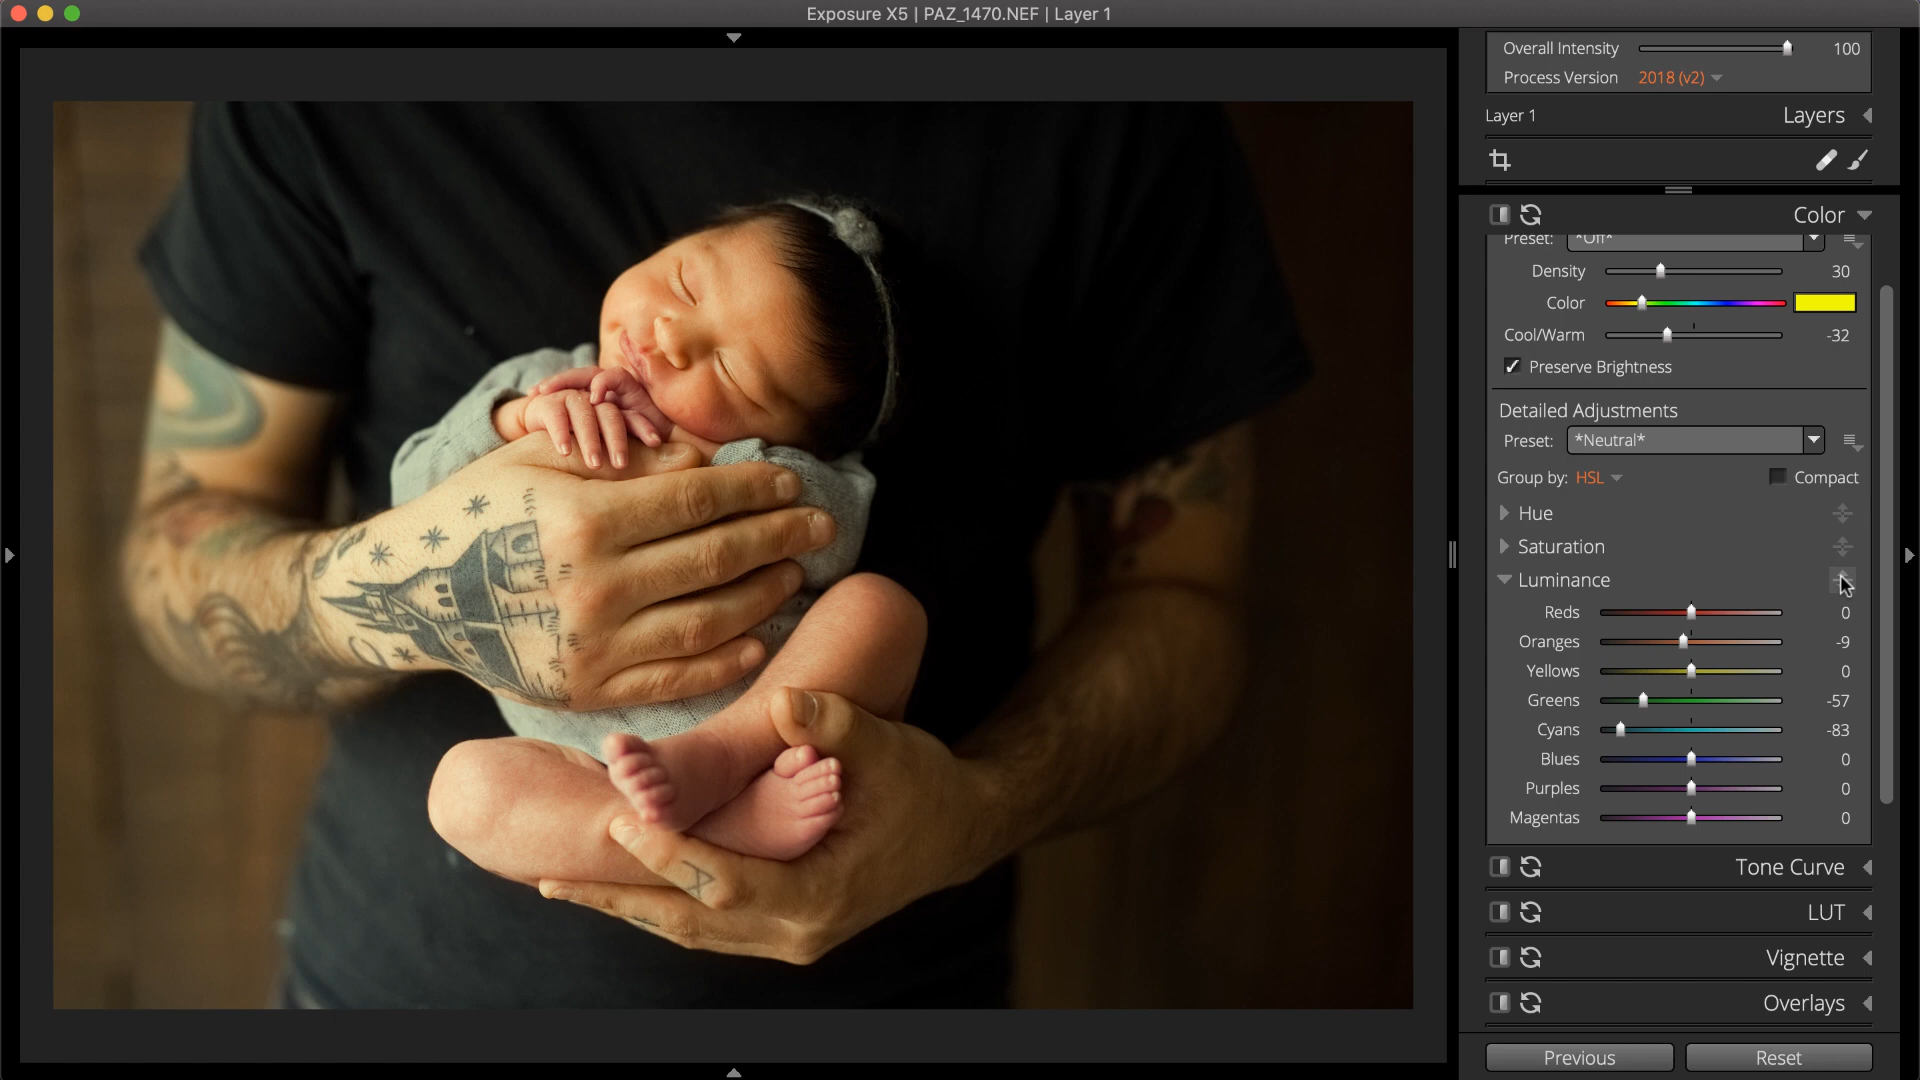 Exposure X5 | PAZ_1470.NEF | Layer 1
Overall Intensity 100
Process Version 2018 (v2)
Layer 1 Layers
Color
Preset: *Off*
Density 30
Color
Cool/Warm -32
Preserve Brightness
Detailed Adjustments
Preset: *Neutral*
Group by: HSL Compact
Hue
Saturation
Luminance
Reds 0
Oranges -9
Yellows 0
Greens -57
Cyans -83
Blues 0
Purples 0
Magentas 0
Tone Curve
LUT
Vignette
Overlays
Previous Reset